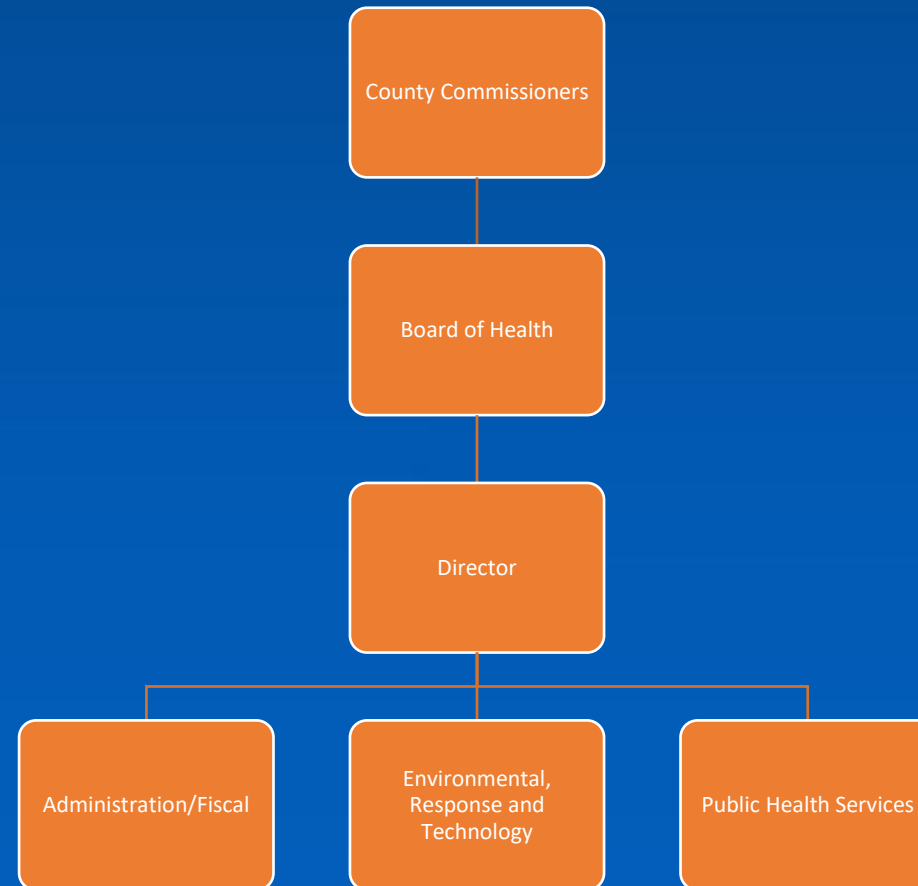 County Commissioners
Board of Health
Director
Administration/Fiscal
Environmental,
Response and
Technology
Public Health Services